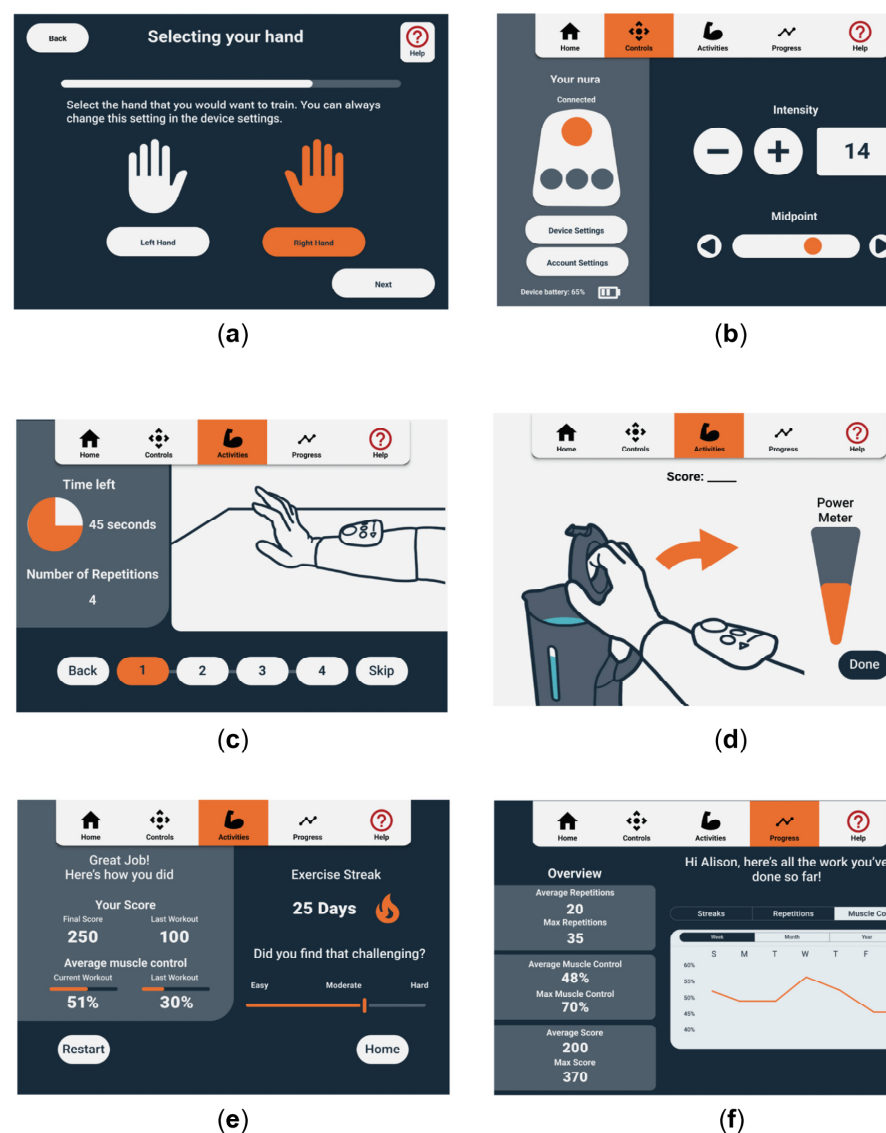 Back
Selecting your hand
Help
Select the hand that you would want to train. You can always
change this setting in the device settings.
Left Hand
Right Hand
Next
(a)
Home
Controls
Activities
Progress
Help
Your nura
Connected
Device Settings
Account Settings
Device battery: 65%
Intensity
14
Midpoint
(b)
Home
Controls
Activities
Progress
Help
Time left
45 seconds
Number of Repetitions
4
Back
1
2
3
4
Skip
(c)
Home
Controls
Activities
Progress
Help
Score: ____
Power
Meter
Done
(d)
Home
Controls
Activities
Progress
Help
Great Job!
Here's how you did
Your Score
Final Score
Last Workout
250
100
Average muscle control
Current Workout
Last Workout
51%
30%
Exercise Streak
25 Days
Did you find that challenging?
Easy
Moderate
Hard
Restart
Home
(e)
Home
Controls
Activities
Progress
Help
Overview
Average Repetitions
20
Max Repetitions
35
Average Muscle Control
48%
Max Muscle Control
70%
Average Score
200
Max Score
370
Hi Alison, here's all the work you've
done so far!
Streaks
Repetitions
Muscle Co
Week
Month
Year
S M T W T F
60%
55%
50%
45%
40%
(f)